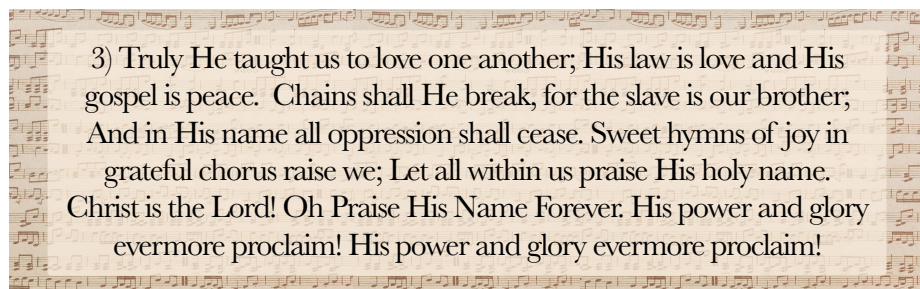 3) Truly He taught us to love one another; His law is love and His
gospel is peace.  Chains shall He break, for the slave is our brother;
And in His name all oppression shall cease. Sweet hymns of joy in
grateful chorus raise we; Let all within us praise His holy name.
Christ is the Lord! Oh Praise His Name Forever. His power and glory
evermore proclaim! His power and glory evermore proclaim!